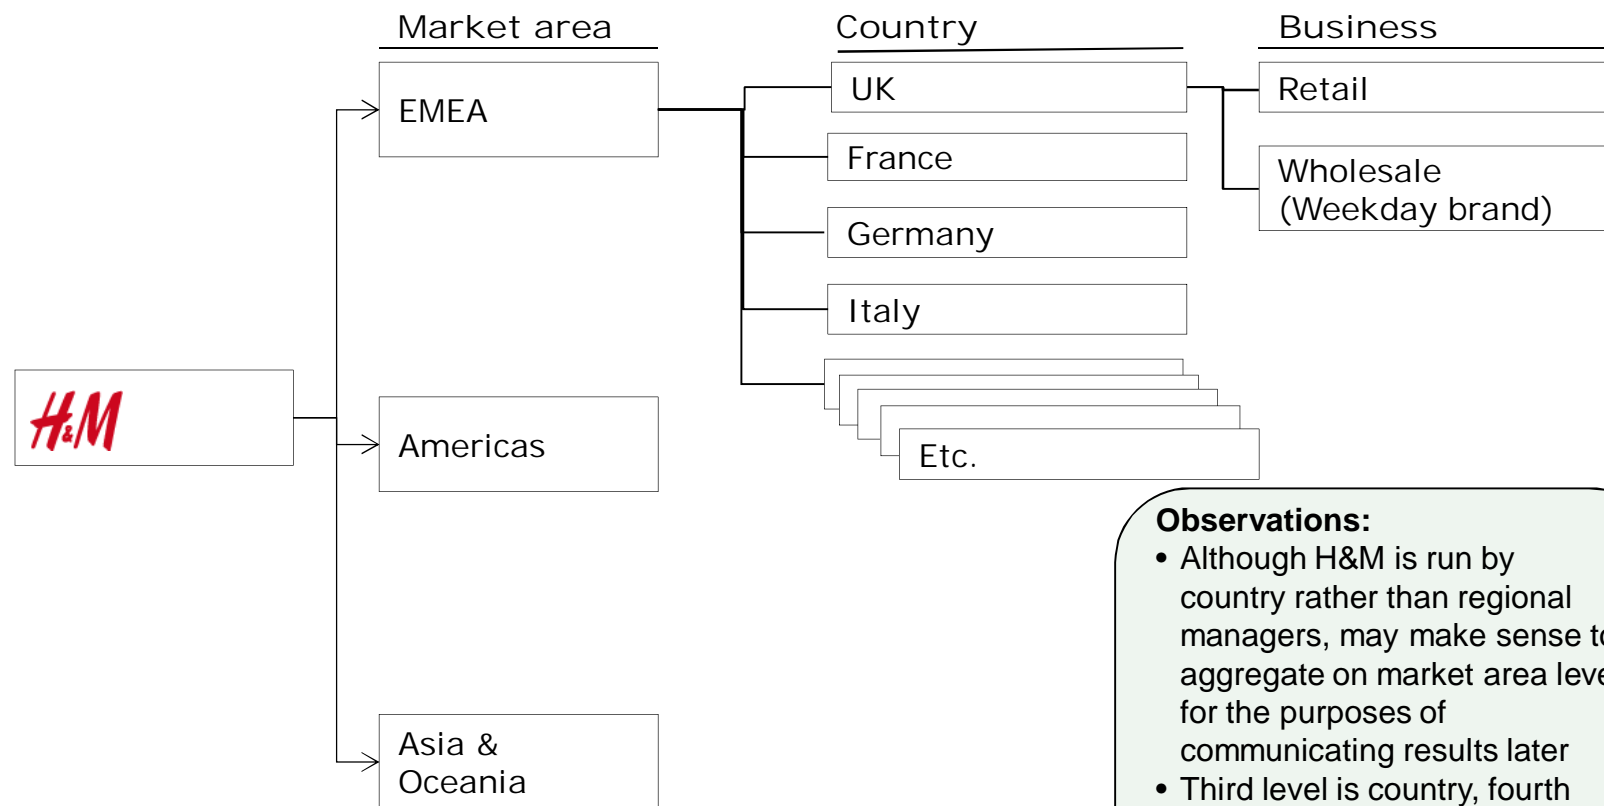 Market area
Country
Business
EMEA
UK
Retail
France
Wholesale
(Weekday brand)
Germany
Italy
H&M
Americas
Etc.
Observations:
• Although H&M is run by
country rather than regional
managers, may make sense to
aggregate on market area leve
for the purposes of
communicating results later
• Third level is country, fourth
Asia &
Oceania